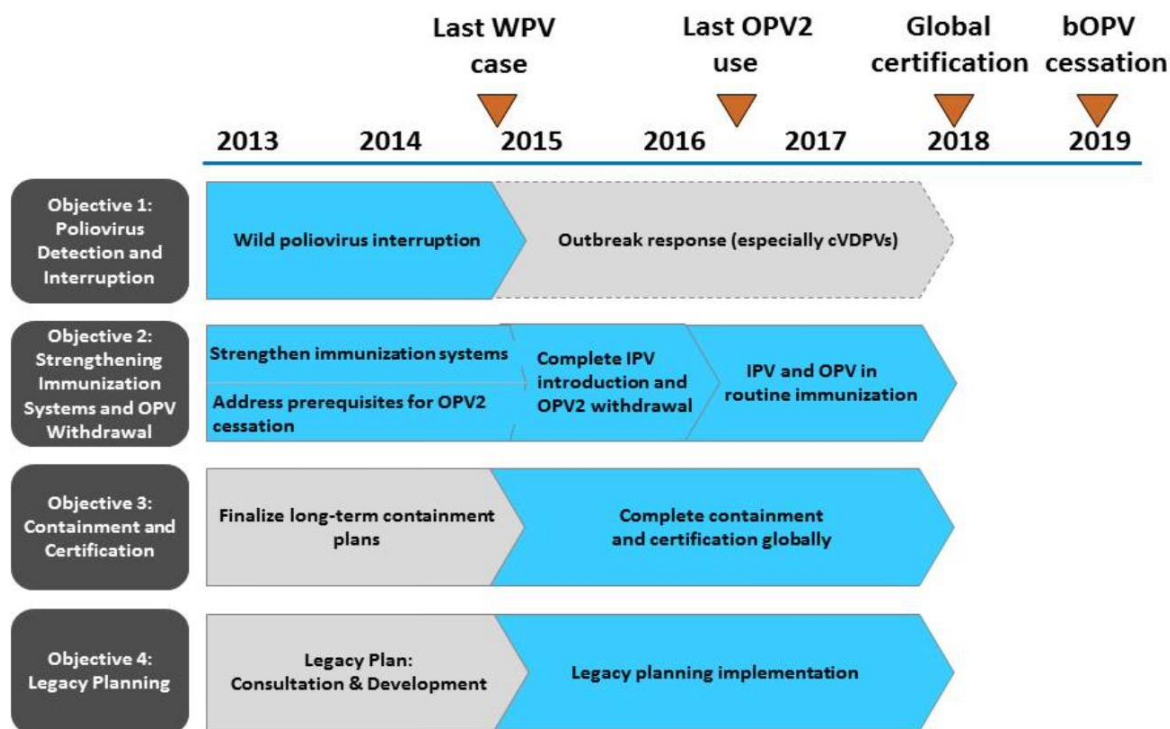 Last WPV
case
Last OPV2
use
Global
certification
bOPV
cessation
2013
2014
2015
2016
2017
2018
2019
Objective 1:
Poliovirus
Detection and
Interruption
Wild poliovirus interruption
Outbreak response (especially cVDPVs)
Objective 2:
Strengthening
Immunization
Systems and OPV
Withdrawal
Strengthen immunization systems
Address prerequisites for OPV2
cessation
Complete IPV
introduction and
OPV2 withdrawal
IPV and OPV in
routine immunization
Objective 3:
Containment and
Certification
Finalize long-term containment
plans
Complete containment
and certification globally
Objective 4:
Legacy Planning
Legacy Plan:
Consultation & Development
Legacy planning implementation